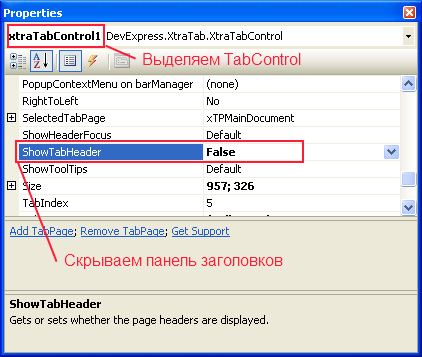 Properties
xtraTabControl1 DevExpress.XtraTab.XtraTabControl
Выделяем TabControl
PopupContextMenu on barManager (none)
RightToLeft No
SelectedTabPage xTPMainDocument
ShowHeaderFocus Default
ShowTabHeader False
ShowToolTips Default
Size 957; 326
TabIndex 5
Add TabPage; Remove TabPage; Get Support
Скрываем панель заголовков
ShowTabHeader
Gets or sets whether the page headers are displayed.